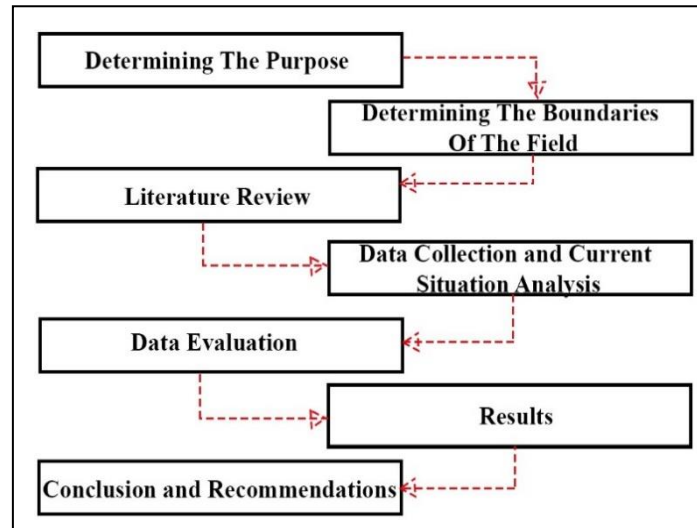 Determining The Purpose
Determining The Boundaries
Of The Field
Literature Review
Data Collection and Current
Situation Analysis
Data Evaluation
Results
Conclusion and Recommendations